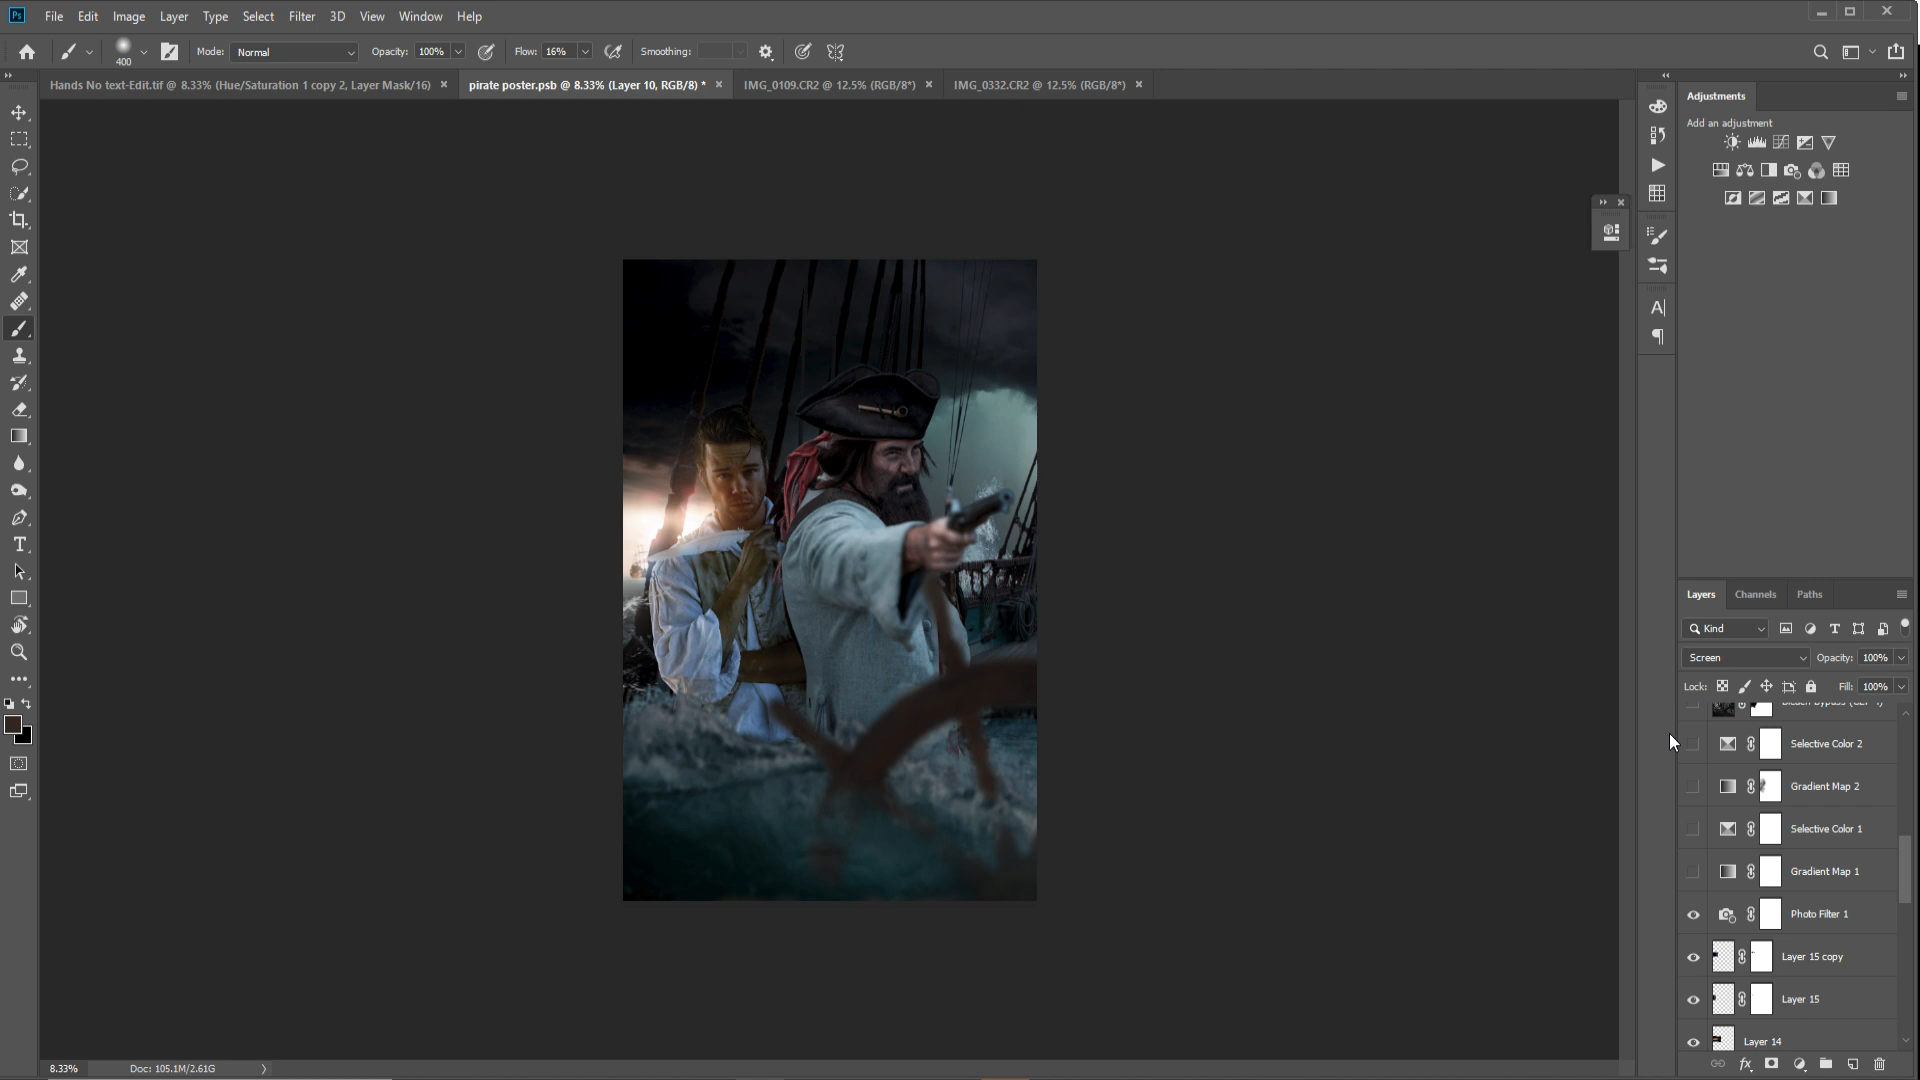 Ps File Edit Image Layer Type Select Filter 3D View Window Help
400 Mode: Normal Opacity: 100% Flow: 16% Smoothing:
Hands No text-Edit.tif @ 8.33% (Hue/Saturation 1 copy 2, Layer Mask/16) × pirate poster.psb @ 8.33% (Layer 10, RGB/8) * × IMG_0109.CR2 @ 12.5% (RGB/8*) × IMG_0332.CR2 @ 12.5% (RGB/8*) ×
Adjustments
Add an adjustment
Layers Channels Paths
Kind
Screen Opacity: 100%
Lock: Fill: 100%
Selective Color 2
Gradient Map 2
Selective Color 1
Gradient Map 1
Photo Filter 1
Layer 15 copy
Layer 15
Layer 14
8.33% Doc: 105.1M/2.61G